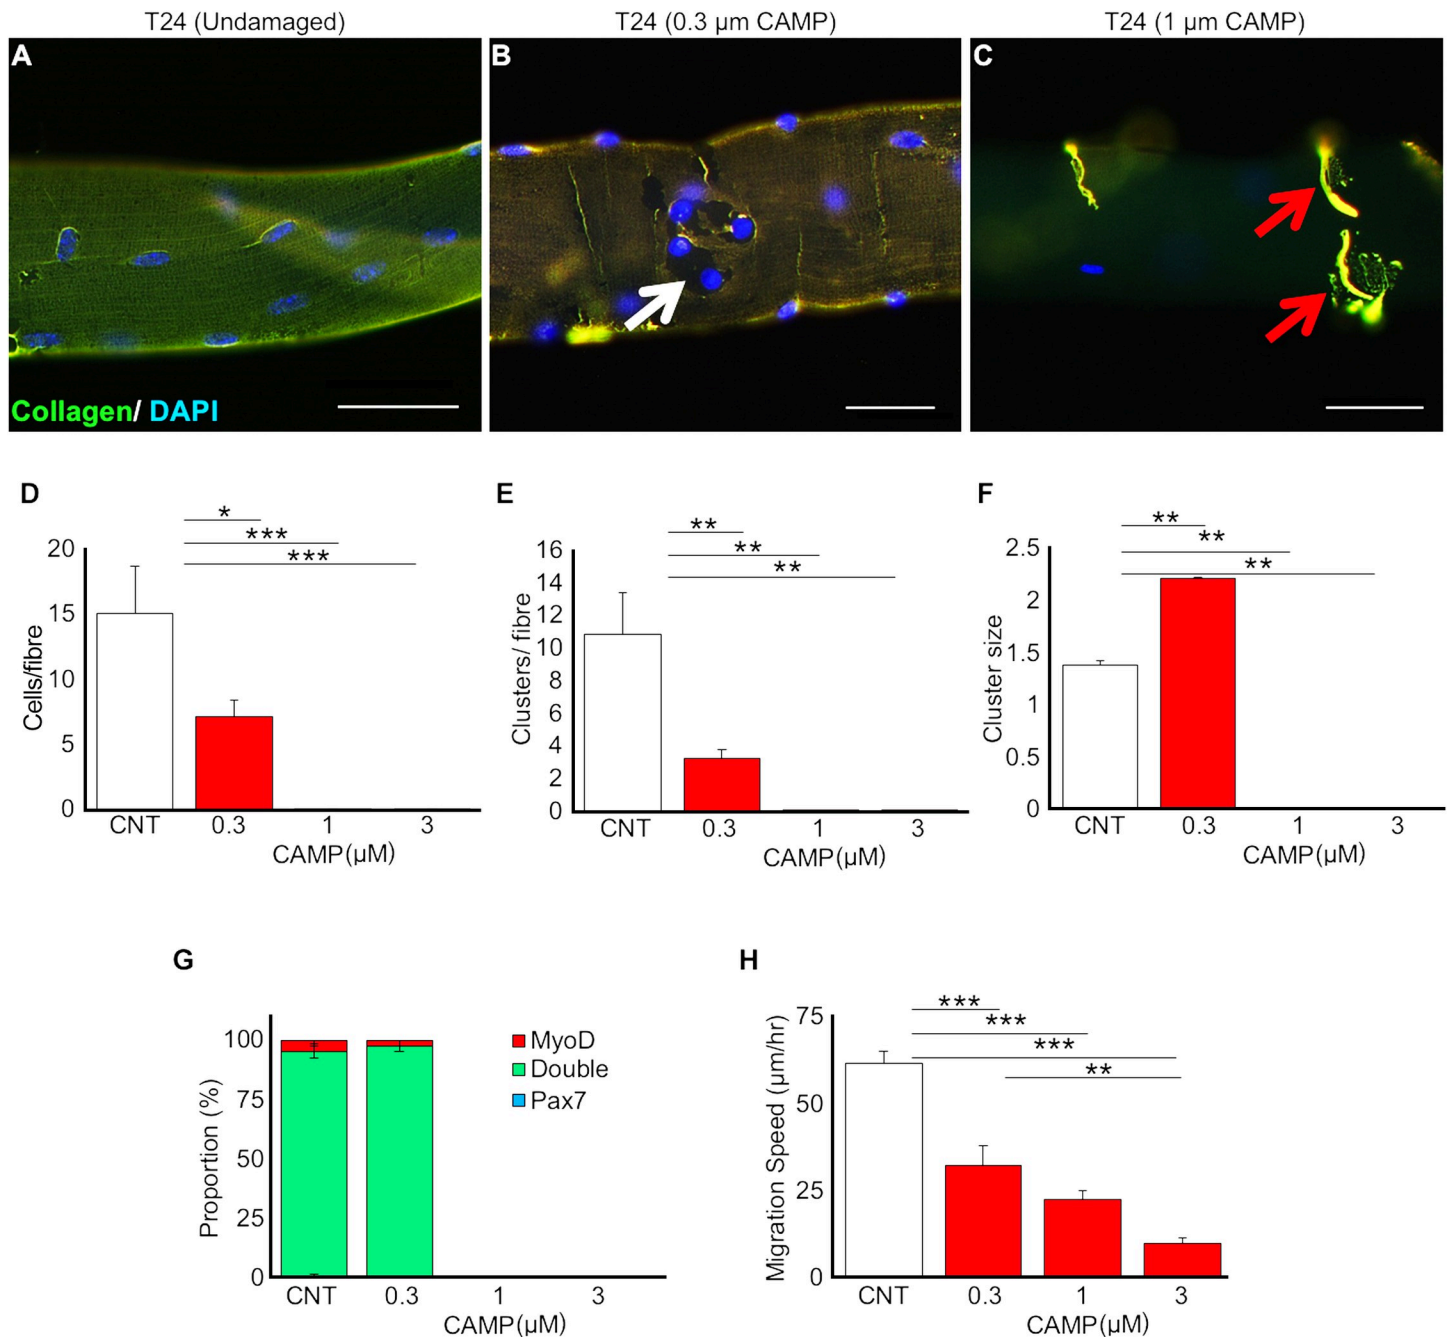 T24 (Undamaged)
T24 (0.3 µm CAMP)
T24 (1 µm CAMP)
A
B
C
Collagen/ DAPI
D
*
***
***
20
15
10
5
0
Cells/fibre
CNT
0.3
1
3
CAMP(µM)
E
**
**
**
16
14
12
10
8
6
4
2
0
Clusters/ fibre
CNT
0.3
1
3
CAMP(µM)
F
**
**
**
2.5
2
1.5
1
0.5
0
Cluster size
CNT
0.3
1
3
CAMP(µM)
G
100
75
50
25
0
Proportion (%)
MyoD
Double
Pax7
CNT
0.3
1
3
CAMP(µM)
H
***
***
***
**
75
50
25
0
Migration Speed (µm/hr)
CNT
0.3
1
3
CAMP(µM)